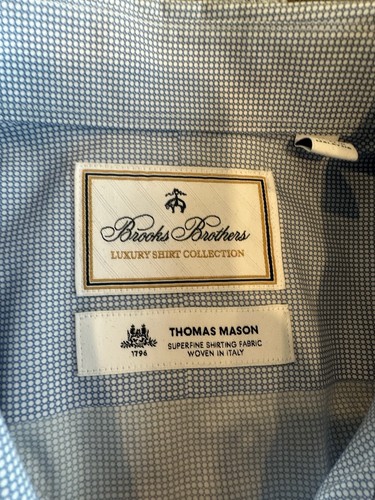 Brooks Brothers
LUXURY SHIRT COLLECTION
THOMAS MASON
SUPERFINE SHIRTING FABRIC
WOVEN IN ITALY
1796